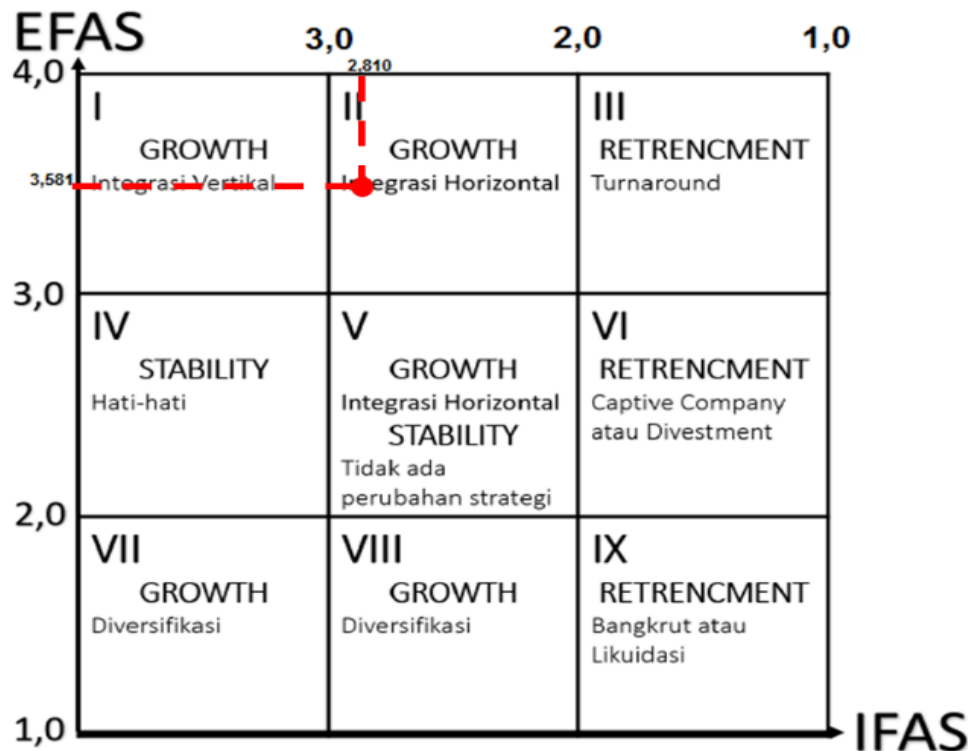 EFAS
3,0
2,0
1,0
4,0
2,810
I
GROWTH
Integrasi Vertikal
3,581
II
GROWTH
Integrasi Horizontal
III
RETRENCMENT
Turnaround
3,0
IV
STABILITY
Hati-hati
V
GROWTH
Integrasi Horizontal
STABILITY
Tidak ada
perubahan strategi
VI
RETRENCMENT
Captive Company
atau Divestment
2,0
VII
GROWTH
Diversifikasi
VIII
GROWTH
Diversifikasi
IX
RETRENCMENT
Bangkrut atau
Likuidasi
1,0
IFAS